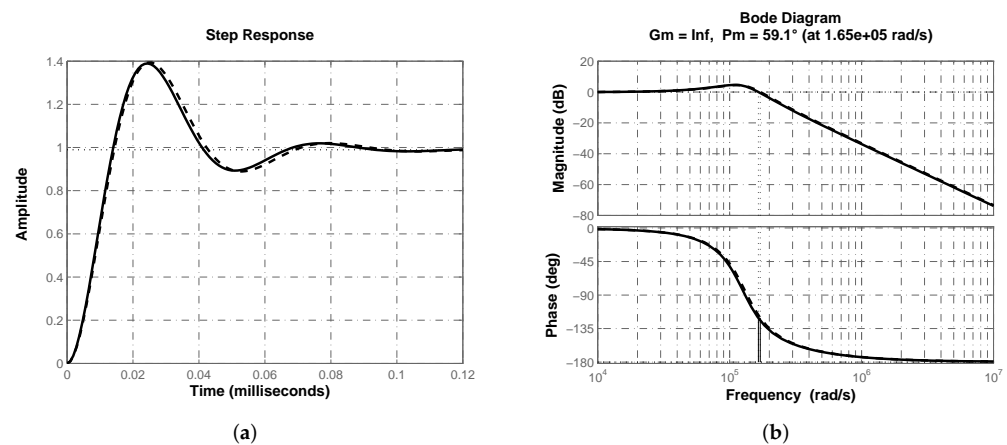 Step Response
1.4
1.2
1
0.8
0.6
0.4
0.2
0
Amplitude
0 0.02 0.04 0.06 0.08 0.1 0.12
Time (milliseconds)
(a)
Bode Diagram
Gm = Inf, Pm = 59.1° (at 1.65e+05 rad/s)
20
0
−20
−40
−60
−80
Magnitude (dB)
0
−45
−90
−135
−180
Phase (deg)
10^4 10^5 10^6 10^7
Frequency (rad/s)
(b)